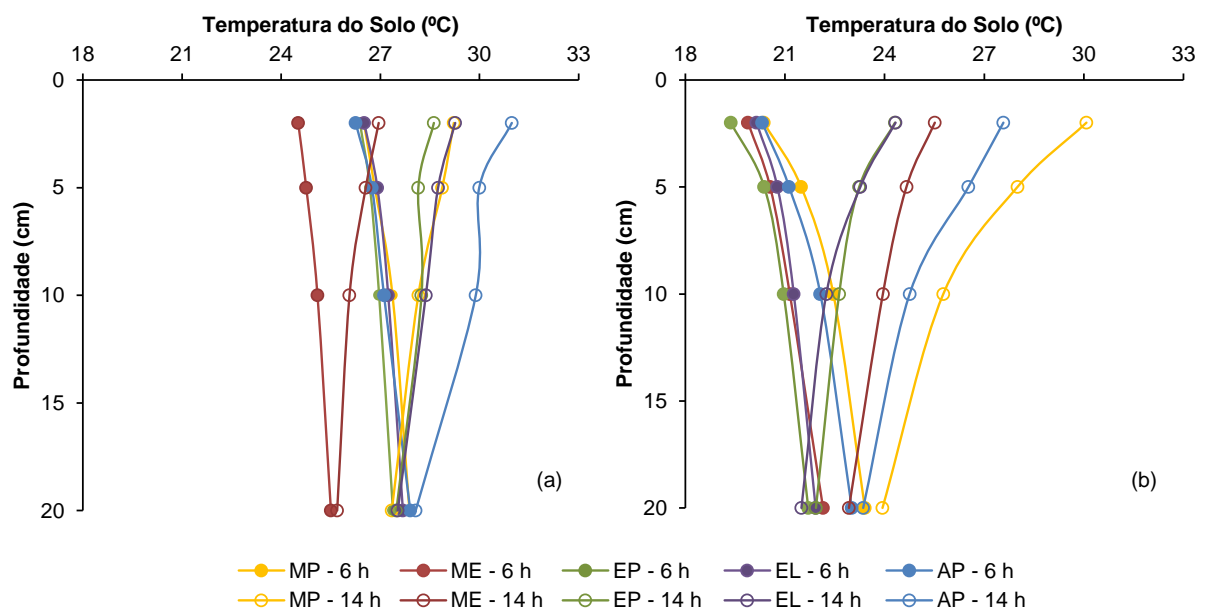 Temperatura do Solo (ºC)
18 21 24 27 30 33
0
5
10
15
20
Profundidade (cm)
(a)
Temperatura do Solo (ºC)
18 21 24 27 30 33
0
5
10
15
20
Profundidade (cm)
(b)
MP - 6 h ME - 6 h EP - 6 h EL - 6 h AP - 6 h
MP - 14 h ME - 14 h EP - 14 h EL - 14 h AP - 14 h